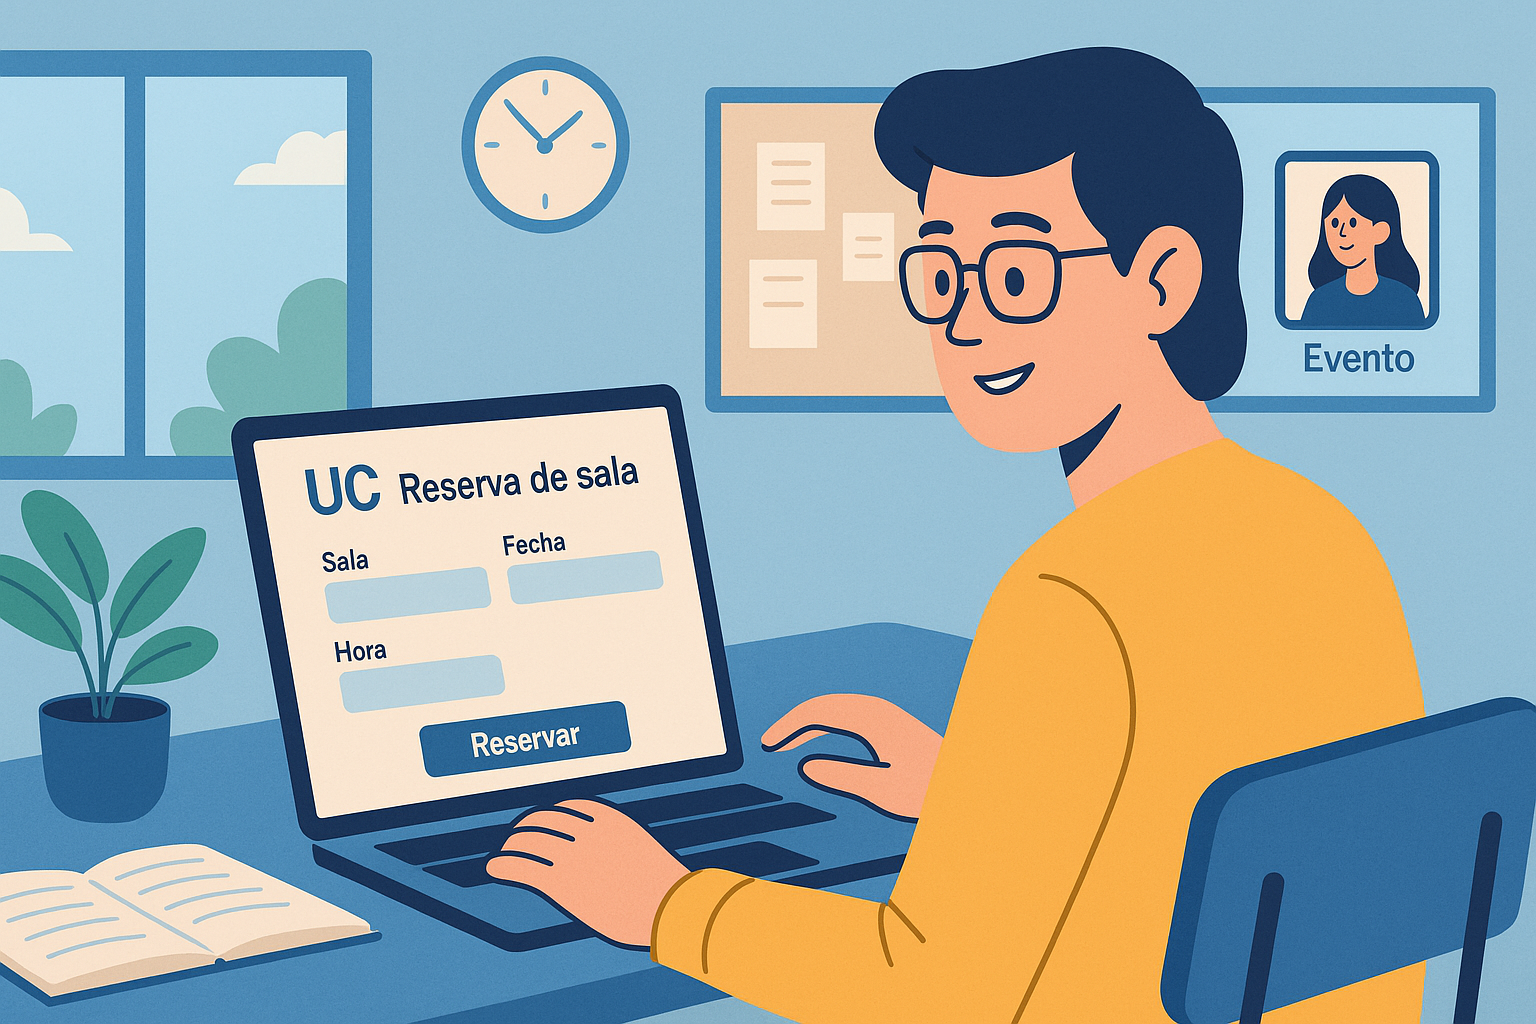 UC Reserva de sala
Sala
Fecha
Hora
Reservar
Evento